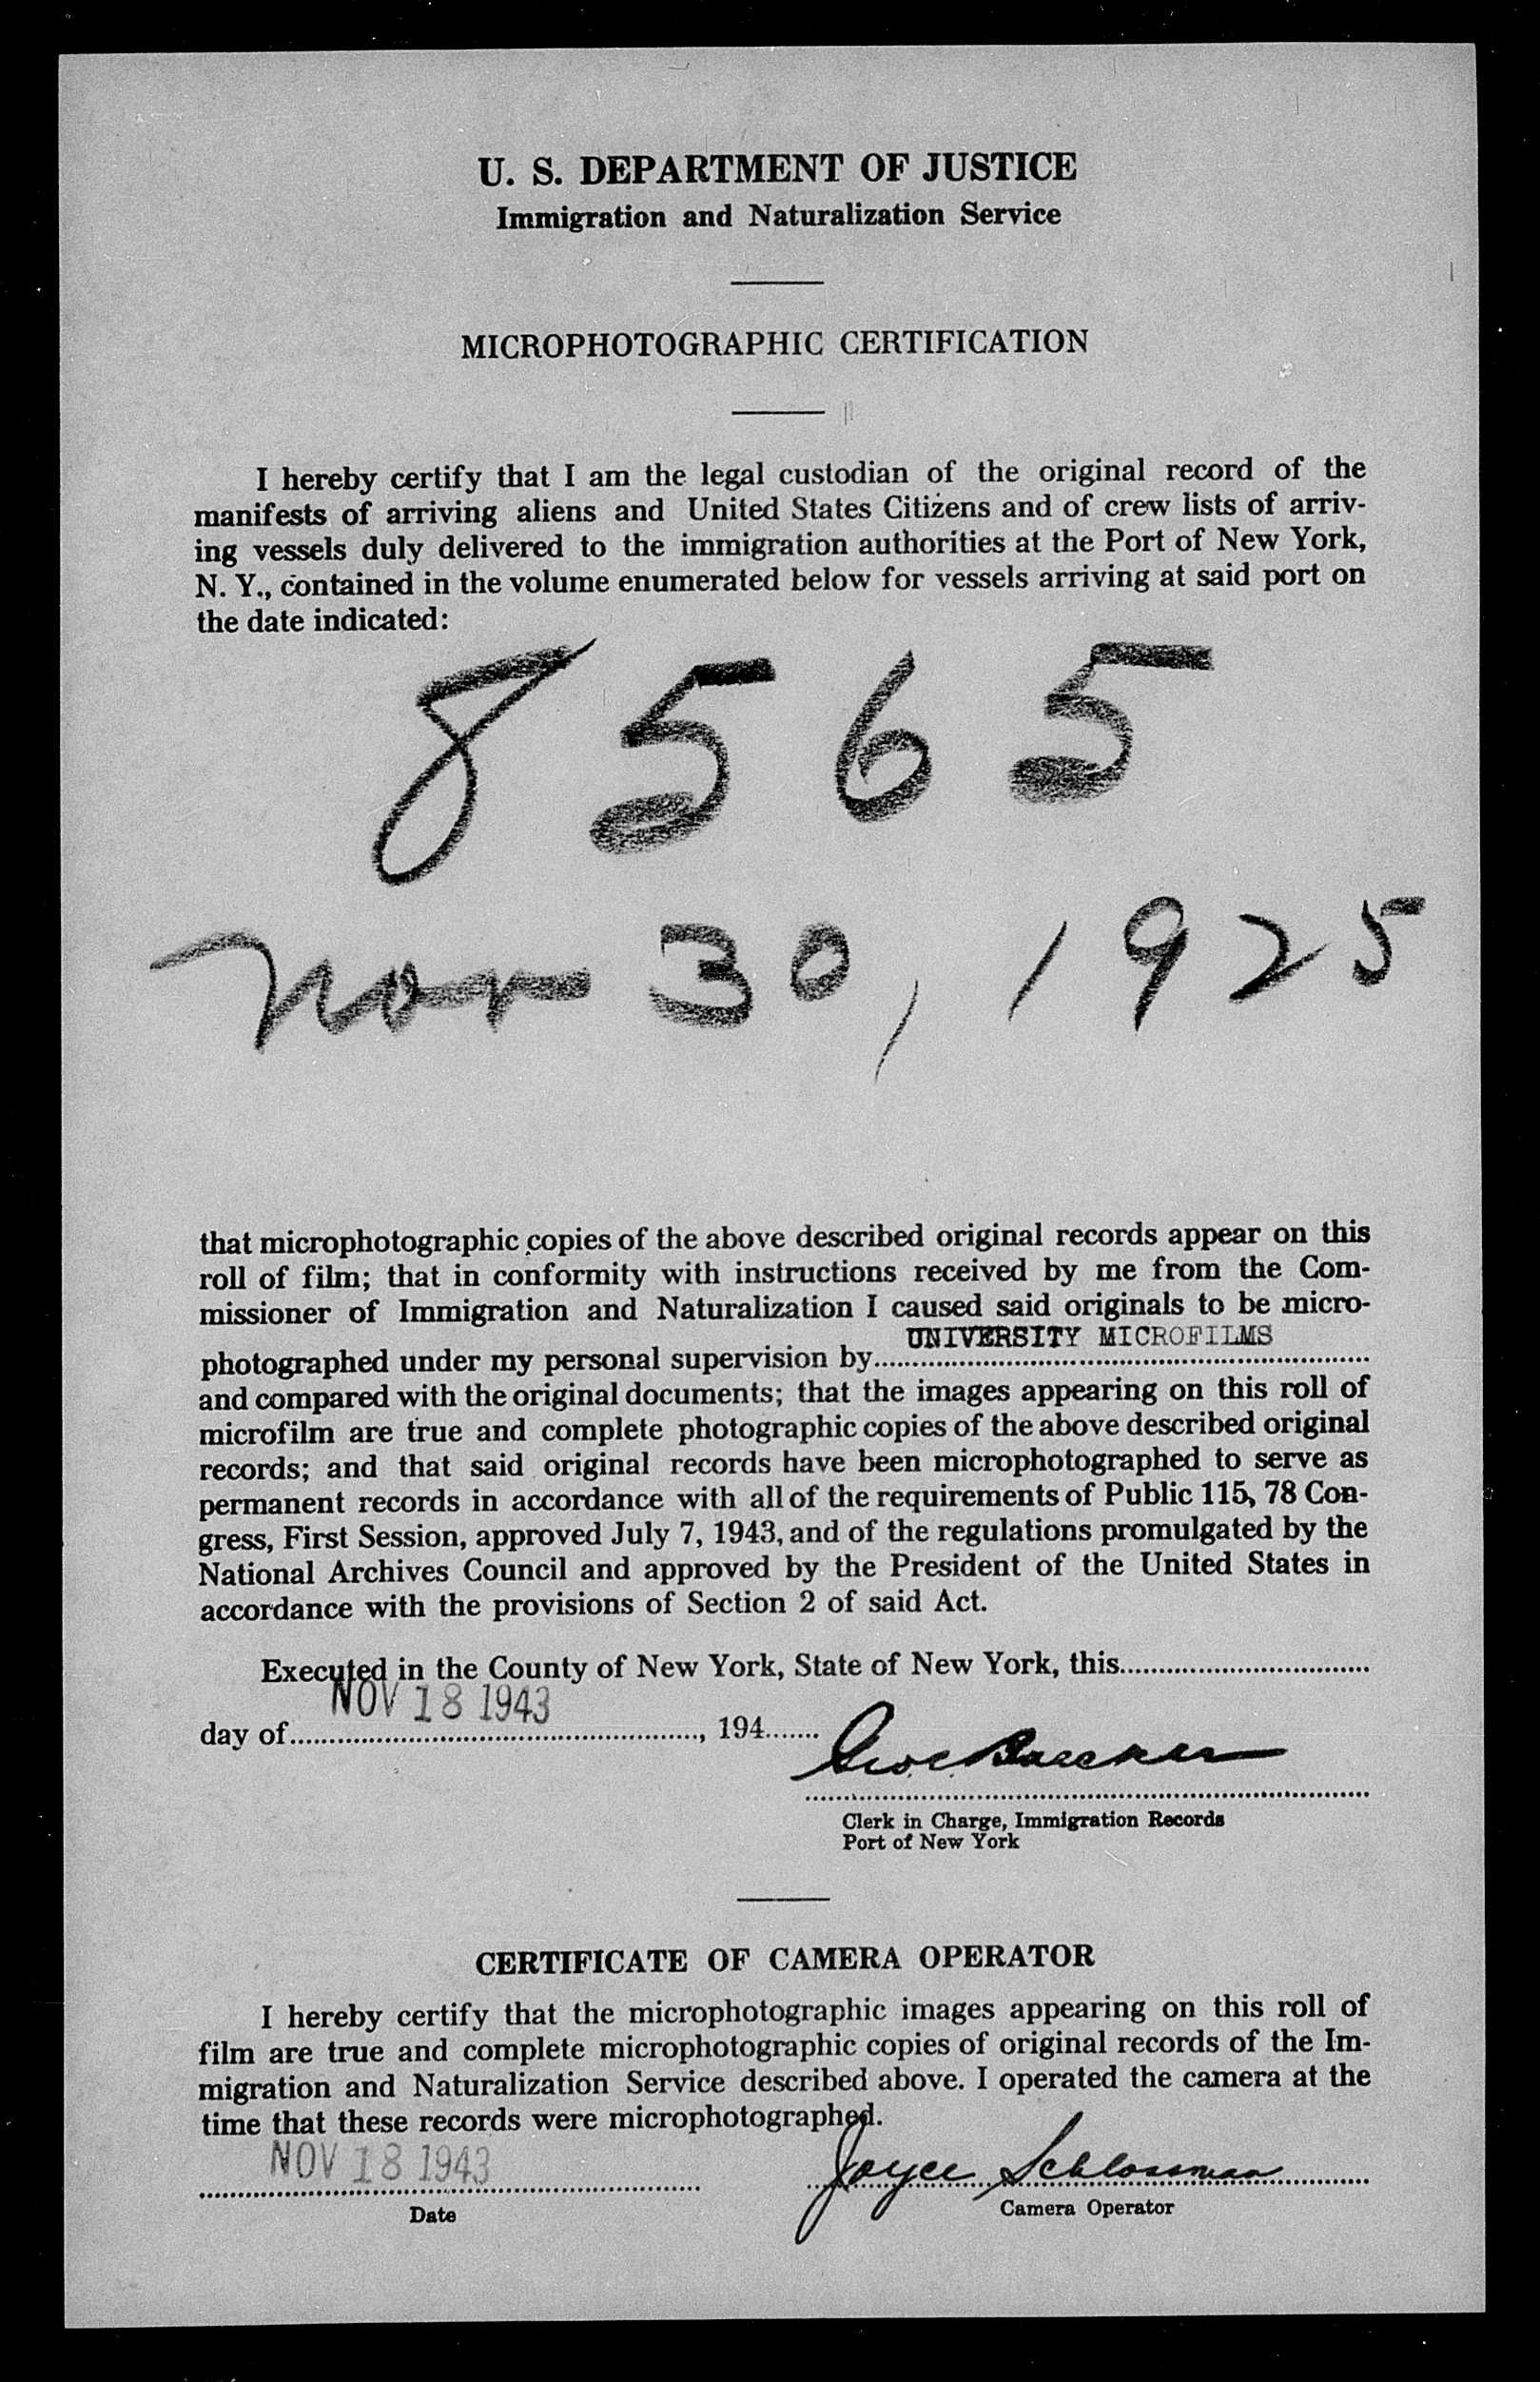 U. S. DEPARTMENT OF JUSTICE
Immigration and Naturalization Service
MICROPHOTOGRAPHIC CERTIFICATION
I hereby certify that I am the legal custodian of the original record of the
manifests of arriving aliens and United States Citizens and of crew lists of arriv-
ing vessels duly delivered to the immigration authorities at the Port of New York,
N. Y., contained in the volume enumerated below for vessels arriving at said port on
the date indicated:
8565
Nov 30, 1925
that microphotographic copies of the above described original records appear on this
roll of film; that in conformity with instructions received by me from the Com-
missioner of Immigration and Naturalization I caused said originals to be micro-
UNIVERSITY MICROFILMS
photographed under my personal supervision by
and compared with the original documents; that the images appearing on this roll of
microfilm are true and complete photographic copies of the above described original
records; and that said original records have been microphotographed to serve as
permanent records in accordance with all of the requirements of Public 115, 78 Con-
gress, First Session, approved July 7, 1943, and of the regulations promulgated by the
National Archives Council and approved by the President of the United States in
accordance with the provisions of Section 2 of said Act.
Executed in the County of New York, State of New York, this
NOV 18 1943
day of, 194
Clerk in Charge, Immigration Records
Port of New York
CERTIFICATE OF CAMERA OPERATOR
I hereby certify that the microphotographic images appearing on this roll of
film are true and complete microphotographic copies of original records of the Im-
migration and Naturalization Service described above. I operated the camera at the
time that these records were microphotographed.
NOV 18 1943 Joyce Schlossman
Date Camera Operator